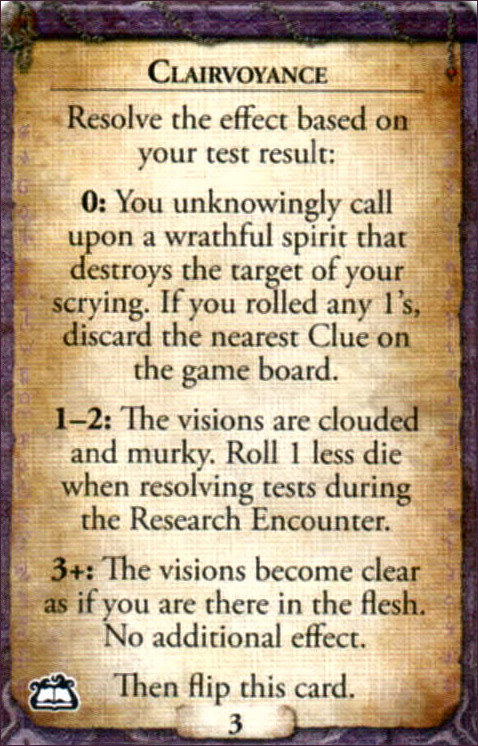 CLAIRVOYANCE
Resolve the effect based on
your test result:
0: You unknowingly call
upon a wrathful spirit that
destroys the target of your
scrying. If you rolled any 1's,
discard the nearest Clue on
the game board.
1–2: The visions are clouded
and murky. Roll 1 less die
when resolving tests during
the Research Encounter.
3+: The visions become clear
as if you are there in the flesh.
No additional effect.
Then flip this card.
3